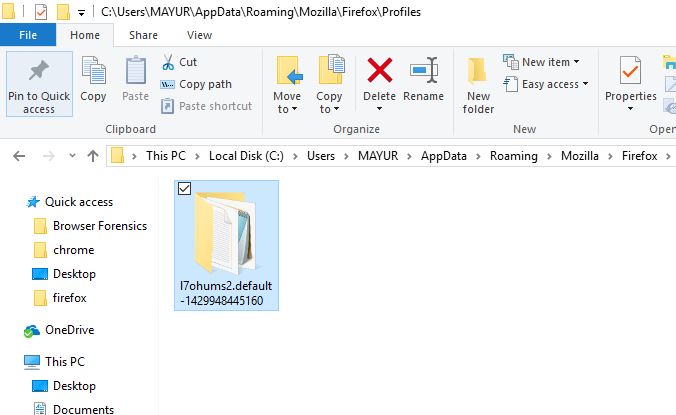 C:\Users\MAYUR\AppData\Roaming\Mozilla\Firefox\Profiles
File Home Share View
Pin to Quick access
Copy
Paste
Cut
Copy path
Paste shortcut
Clipboard
Move to
Copy to
Delete
Rename
Organize
New folder
New item
Easy access
New
Properties
This PC > Local Disk (C:) > Users > MAYUR > AppData > Roaming > Mozilla > Firefox >
Quick access
Browser Forensics
chrome
Desktop
firefox
OneDrive
This PC
Desktop
Documents
l7ohums2.default
-1429948445160